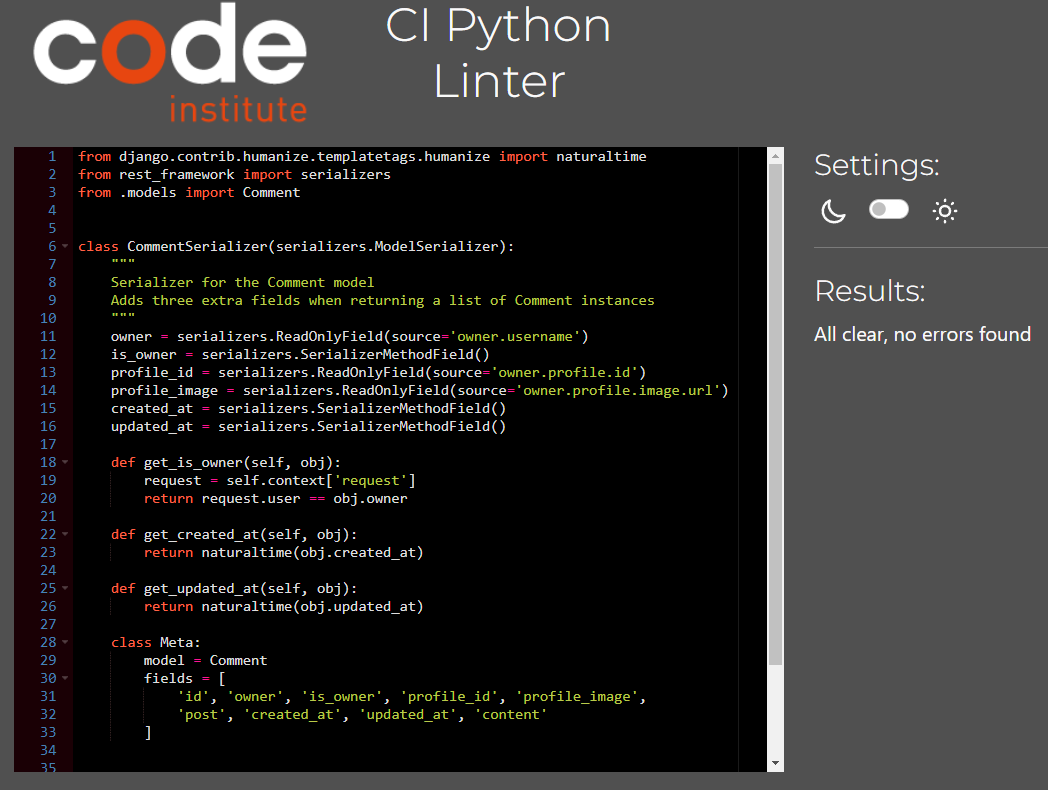 code
institute
CI Python
Linter
1 from django.contrib.humanize.templatetags.humanize import naturaltime
2 from rest_framework import serializers
3 from .models import Comment
4
5
6 class CommentSerializer(serializers.ModelSerializer):
7     """
8     Serializer for the Comment model
9     Adds three extra fields when returning a list of Comment instances
10     """
11     owner = serializers.ReadOnlyField(source='owner.username')
12     is_owner = serializers.SerializerMethodField()
13     profile_id = serializers.ReadOnlyField(source='owner.profile.id')
14     profile_image = serializers.ReadOnlyField(source='owner.profile.image.url')
15     created_at = serializers.SerializerMethodField()
16     updated_at = serializers.SerializerMethodField()
17
18     def get_is_owner(self, obj):
19         request = self.context['request']
20         return request.user == obj.owner
21
22     def get_created_at(self, obj):
23         return naturaltime(obj.created_at)
24
25     def get_updated_at(self, obj):
26         return naturaltime(obj.updated_at)
27
28     class Meta:
29         model = Comment
30         fields = [
31             'id', 'owner', 'is_owner', 'profile_id', 'profile_image',
32             'post', 'created_at', 'updated_at', 'content'
33         ]
34
35
Settings:
Results:
All clear, no errors found